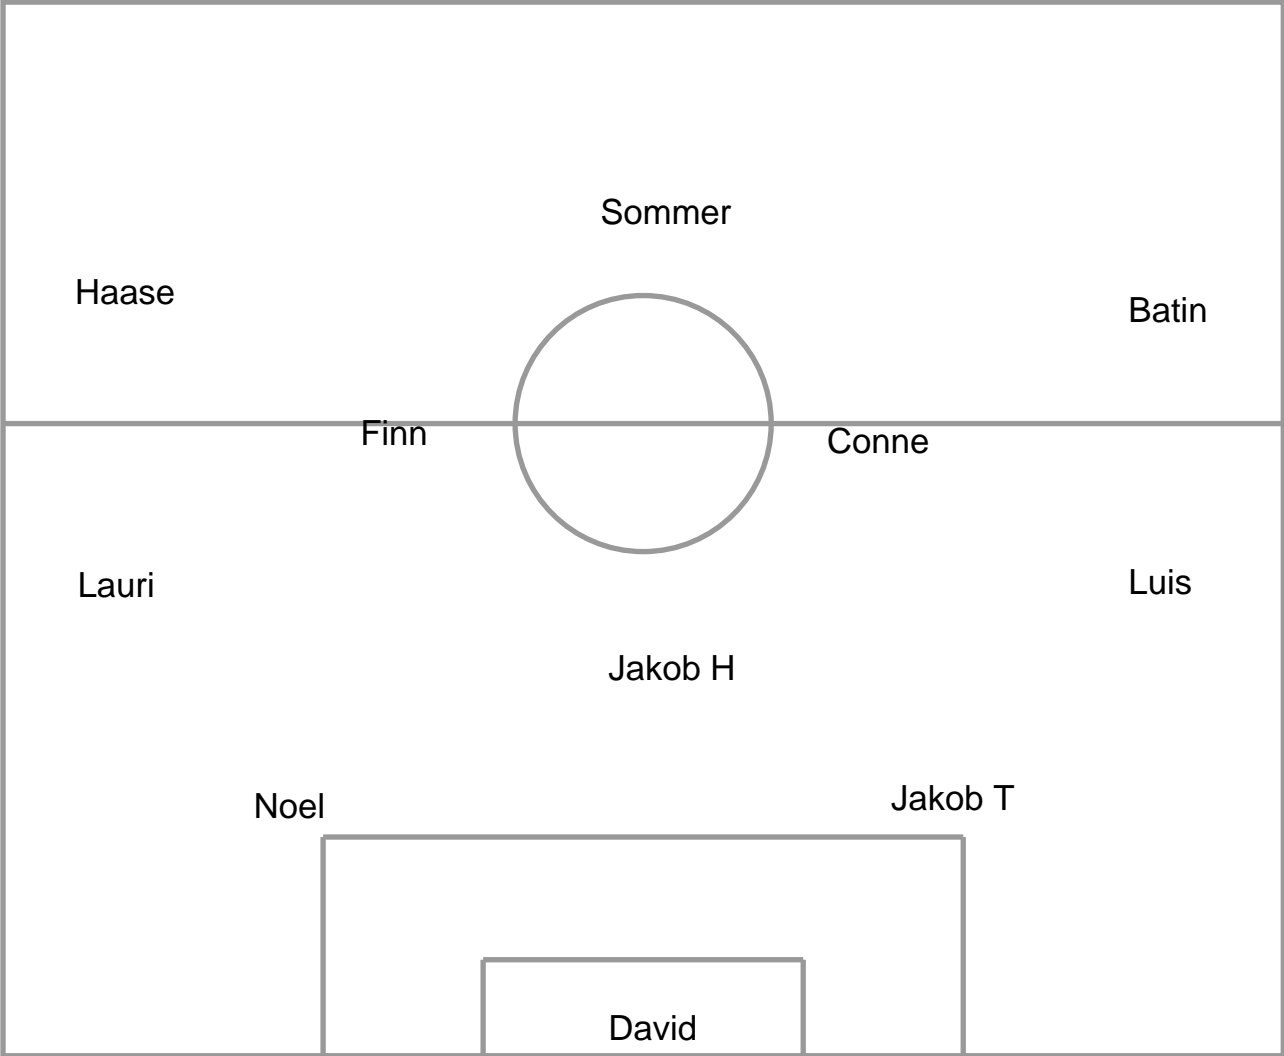 Sommer
Haase
Batin
Finn
Conne
Lauri
Luis
Jakob H
Noel
Jakob T
David